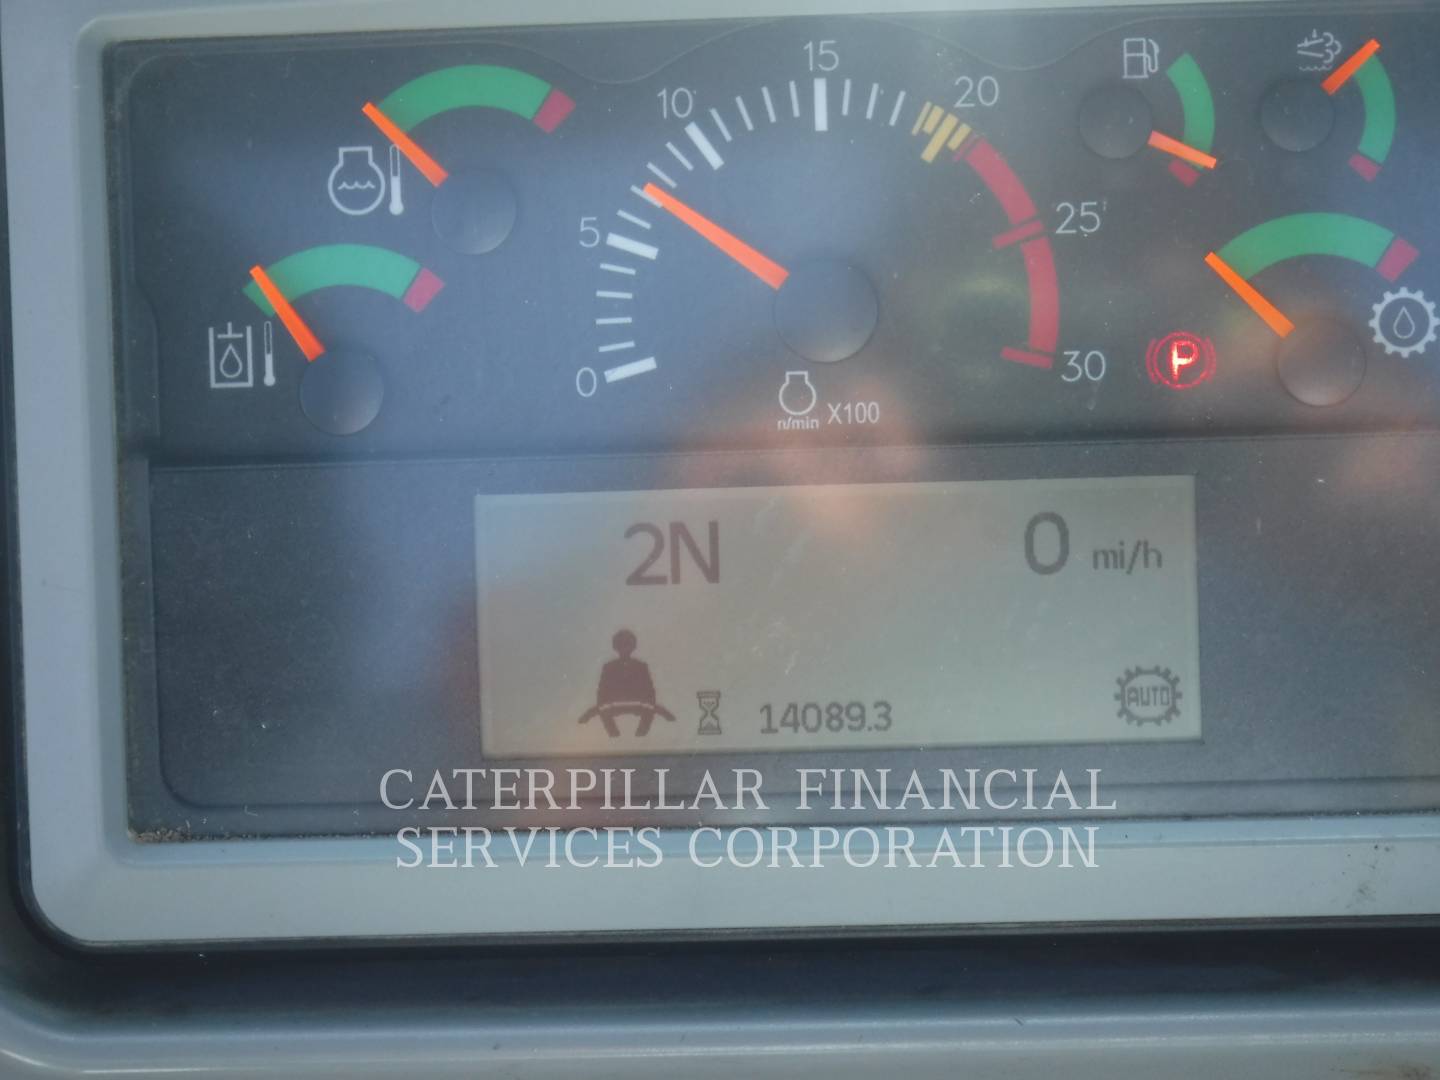 15
10
20
5
25
0
30
P
n/min X100
2N
0 mi/h
14089.3
AUTO
CATERPILLAR FINANCIAL
SERVICES CORPORATION